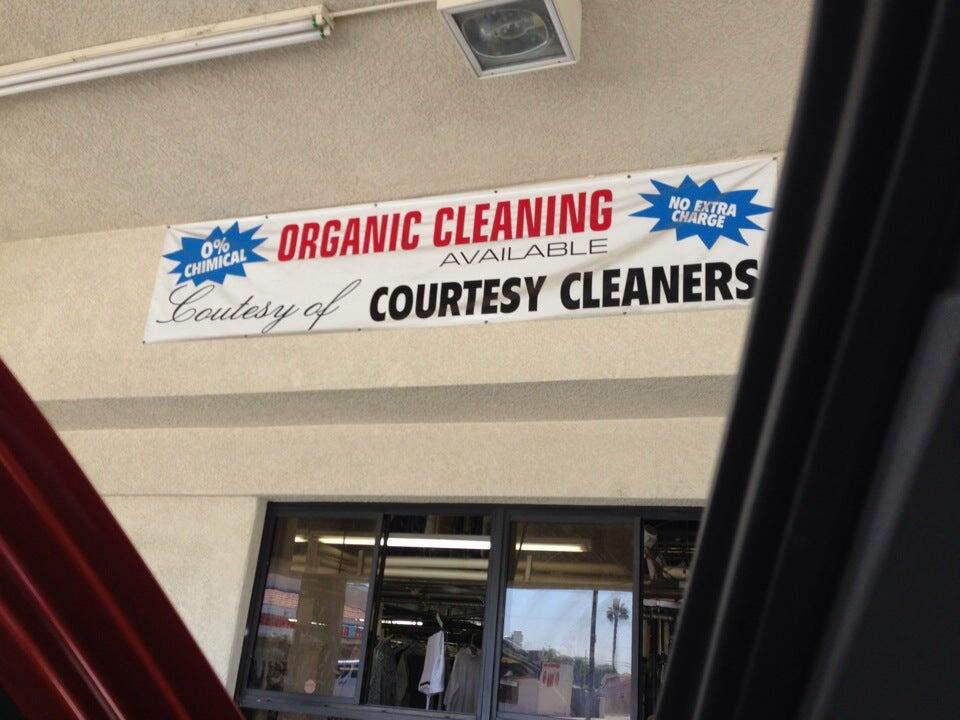 0%
CHIMICAL
ORGANIC CLEANING
AVAILABLE
NO EXTRA
CHARGE
Coutesy of COURTESY CLEANERS